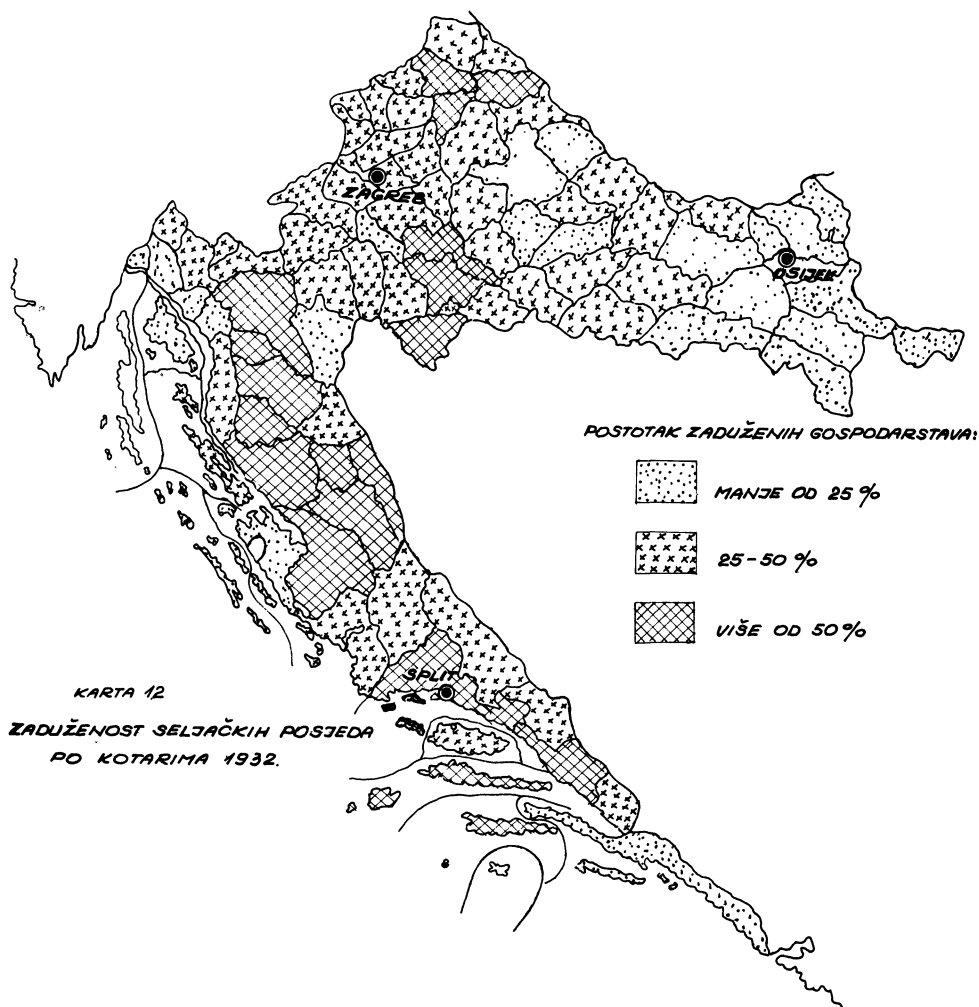 ZAGREB
OSIJEK
POSTOTAK ZADUŽENIH GOSPODARSTAVA:
MANJE OD 25 %
25-50 %
VIŠE OD 50 %
SPLIT
KARTA 12
ZADUŽENOST SELJAČKIH POSJEDA
PO KOTARIMA 1932.